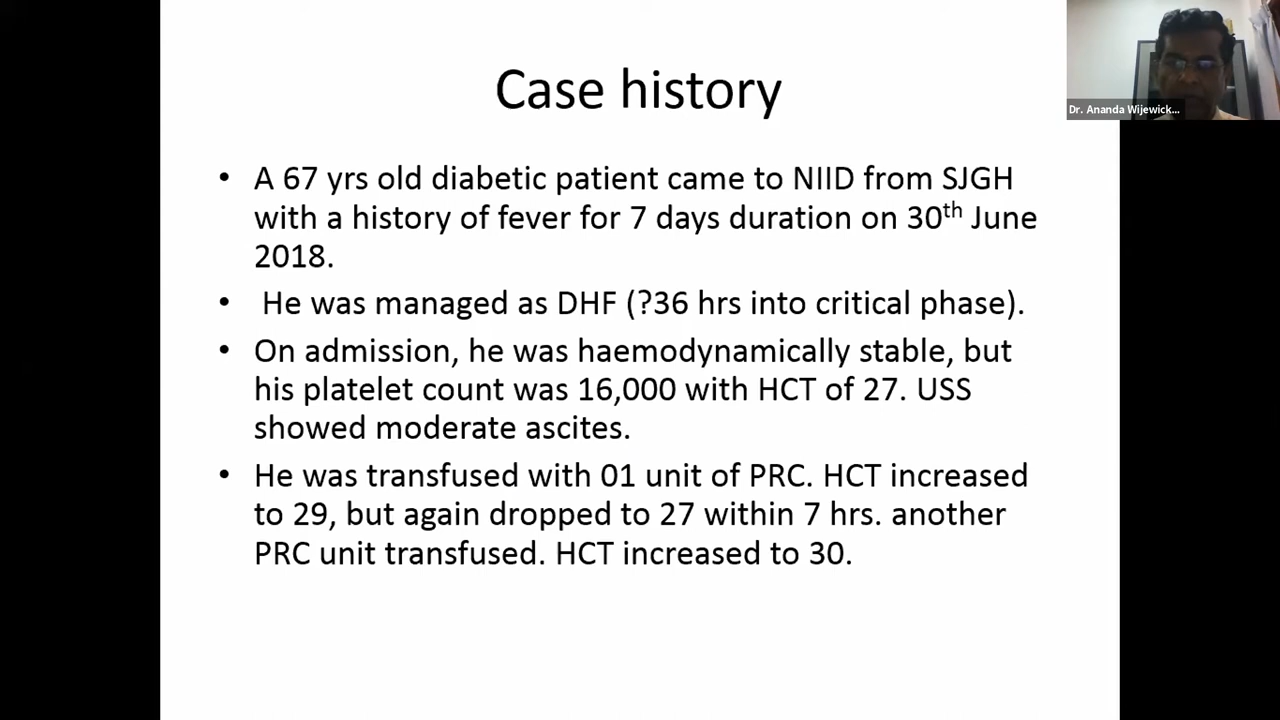 Case history
Dr. Ananda Wijewick...
• A 67 yrs old diabetic patient came to NIID from SJGH
with a history of fever for 7 days duration on 30th June
2018.
• He was managed as DHF (?36 hrs into critical phase).
• On admission, he was haemodynamically stable, but
his platelet count was 16,000 with HCT of 27. USS
showed moderate ascites.
• He was transfused with 01 unit of PRC. HCT increased
to 29, but again dropped to 27 within 7 hrs. another
PRC unit transfused. HCT increased to 30.